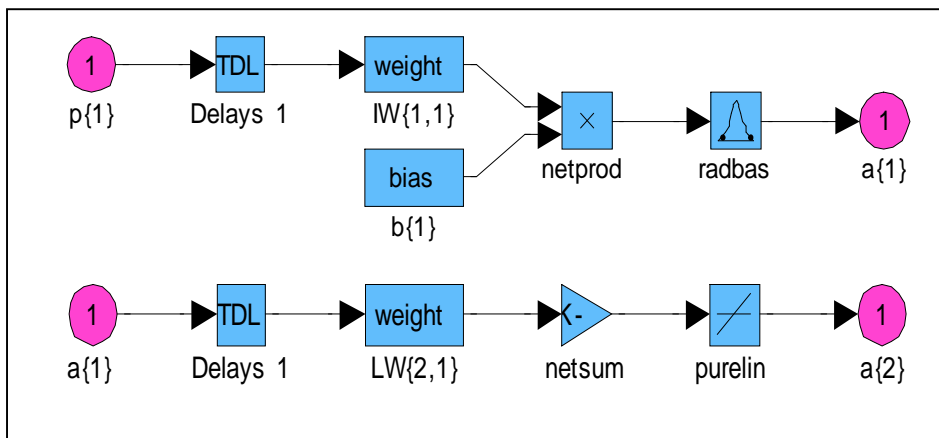 1 TDL weight
p{1} Delays 1 IW{1,1}
× 1
bias netprod radbas a{1}
b{1}
1 TDL weight K- 1
a{1} Delays 1 LW{2,1} netsum purelin a{2}